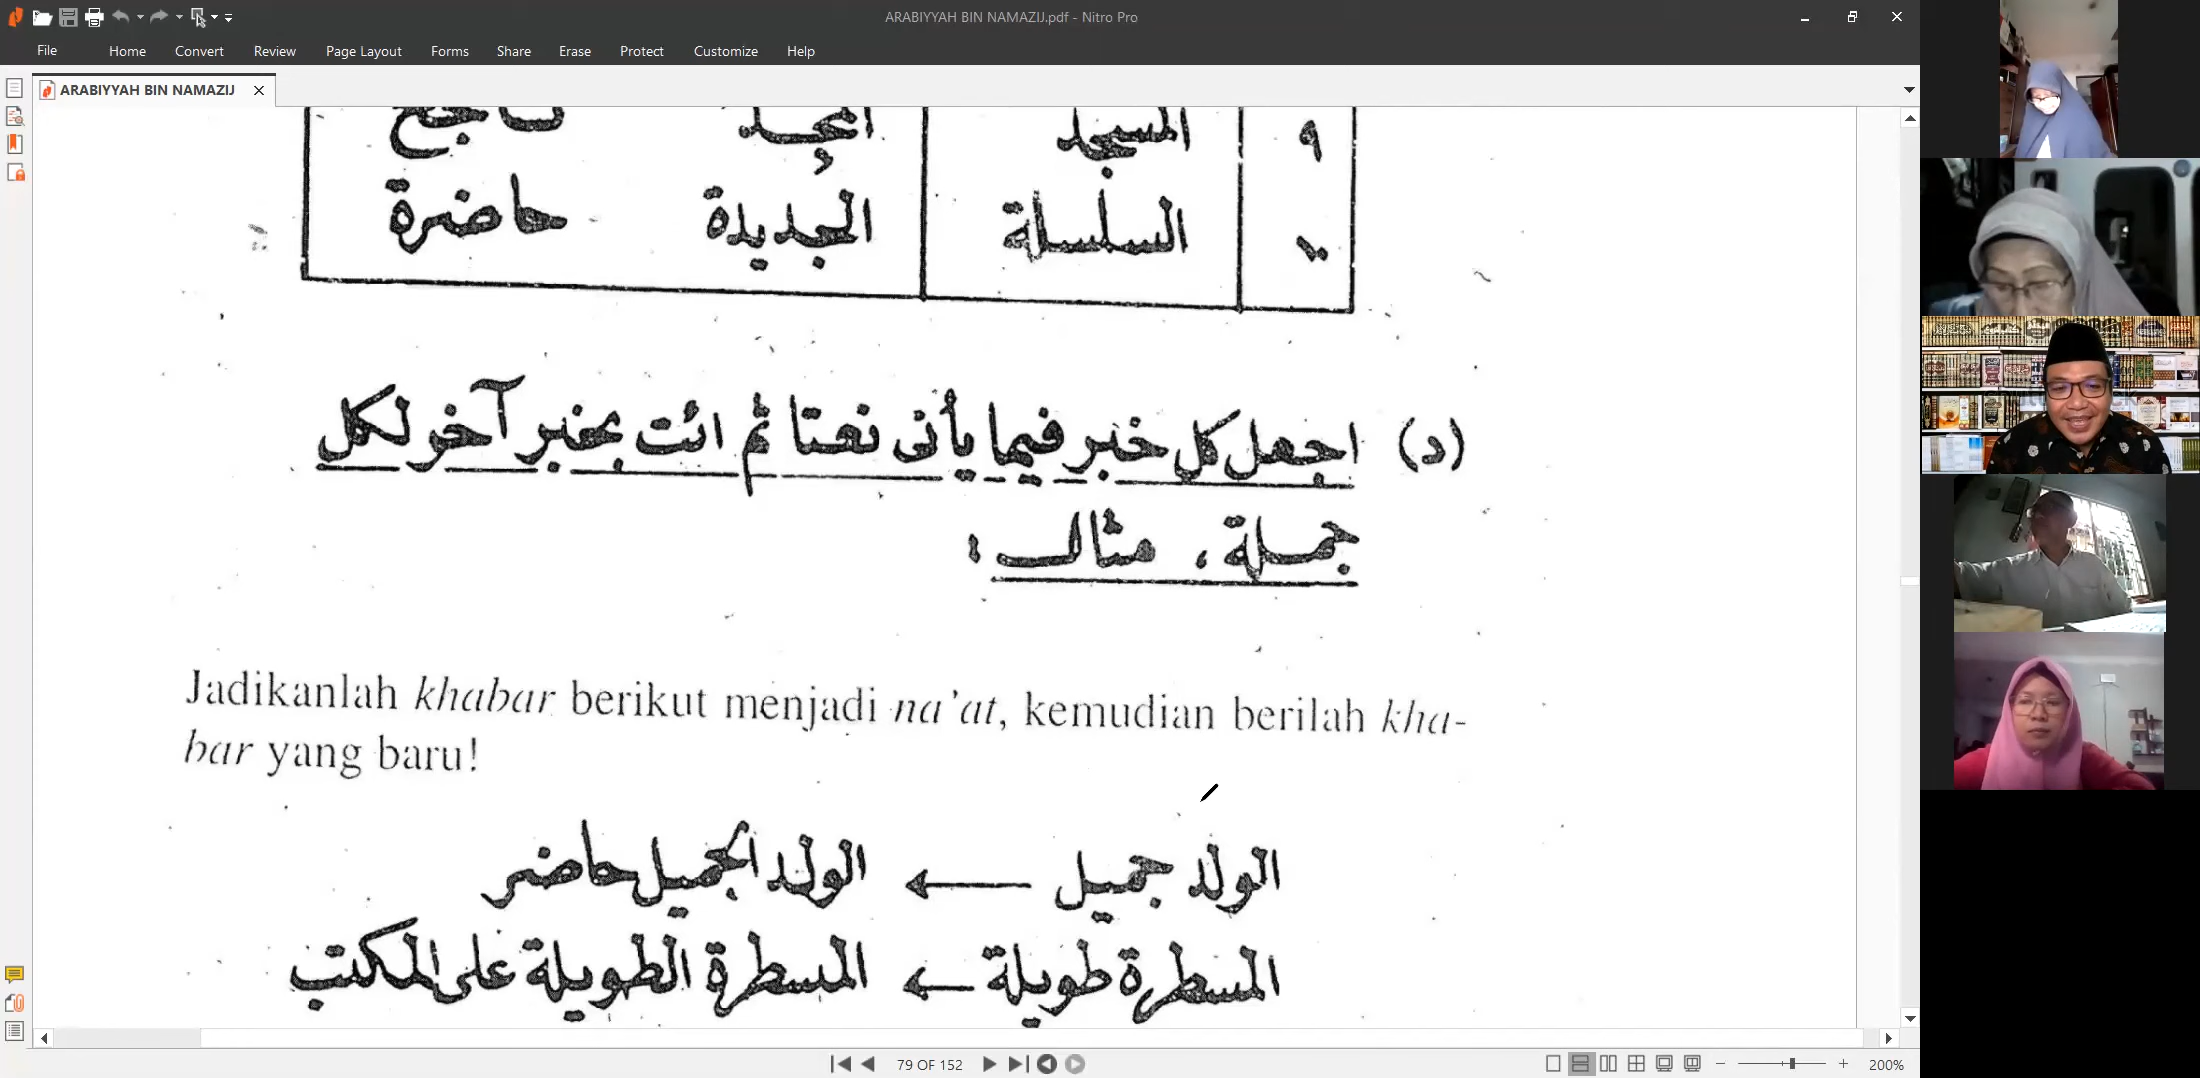 ARABIYYAH BIN NAMAZIJ.pdf - Nitro Pro
File Home Convert Review Page Layout Forms Share Erase Protect Customize Help
ARABIYYAH BIN NAMAZIJ
٩ المسجد
١٠ السلسلة الجديدة حاضرة
(د) اجعل كل خبر فيما يأتى نعتا ثم ائت بخبر آخر لكل
جملة ، مثال :
Jadikanlah khabar berikut menjadi na'at, kemudian berilah kha-
bar yang baru!
الولد جميل ← الولد الجميل حاضر
المسطرة طويلة ← المسطرة الطويلة على المكتب
79 OF 152
200%